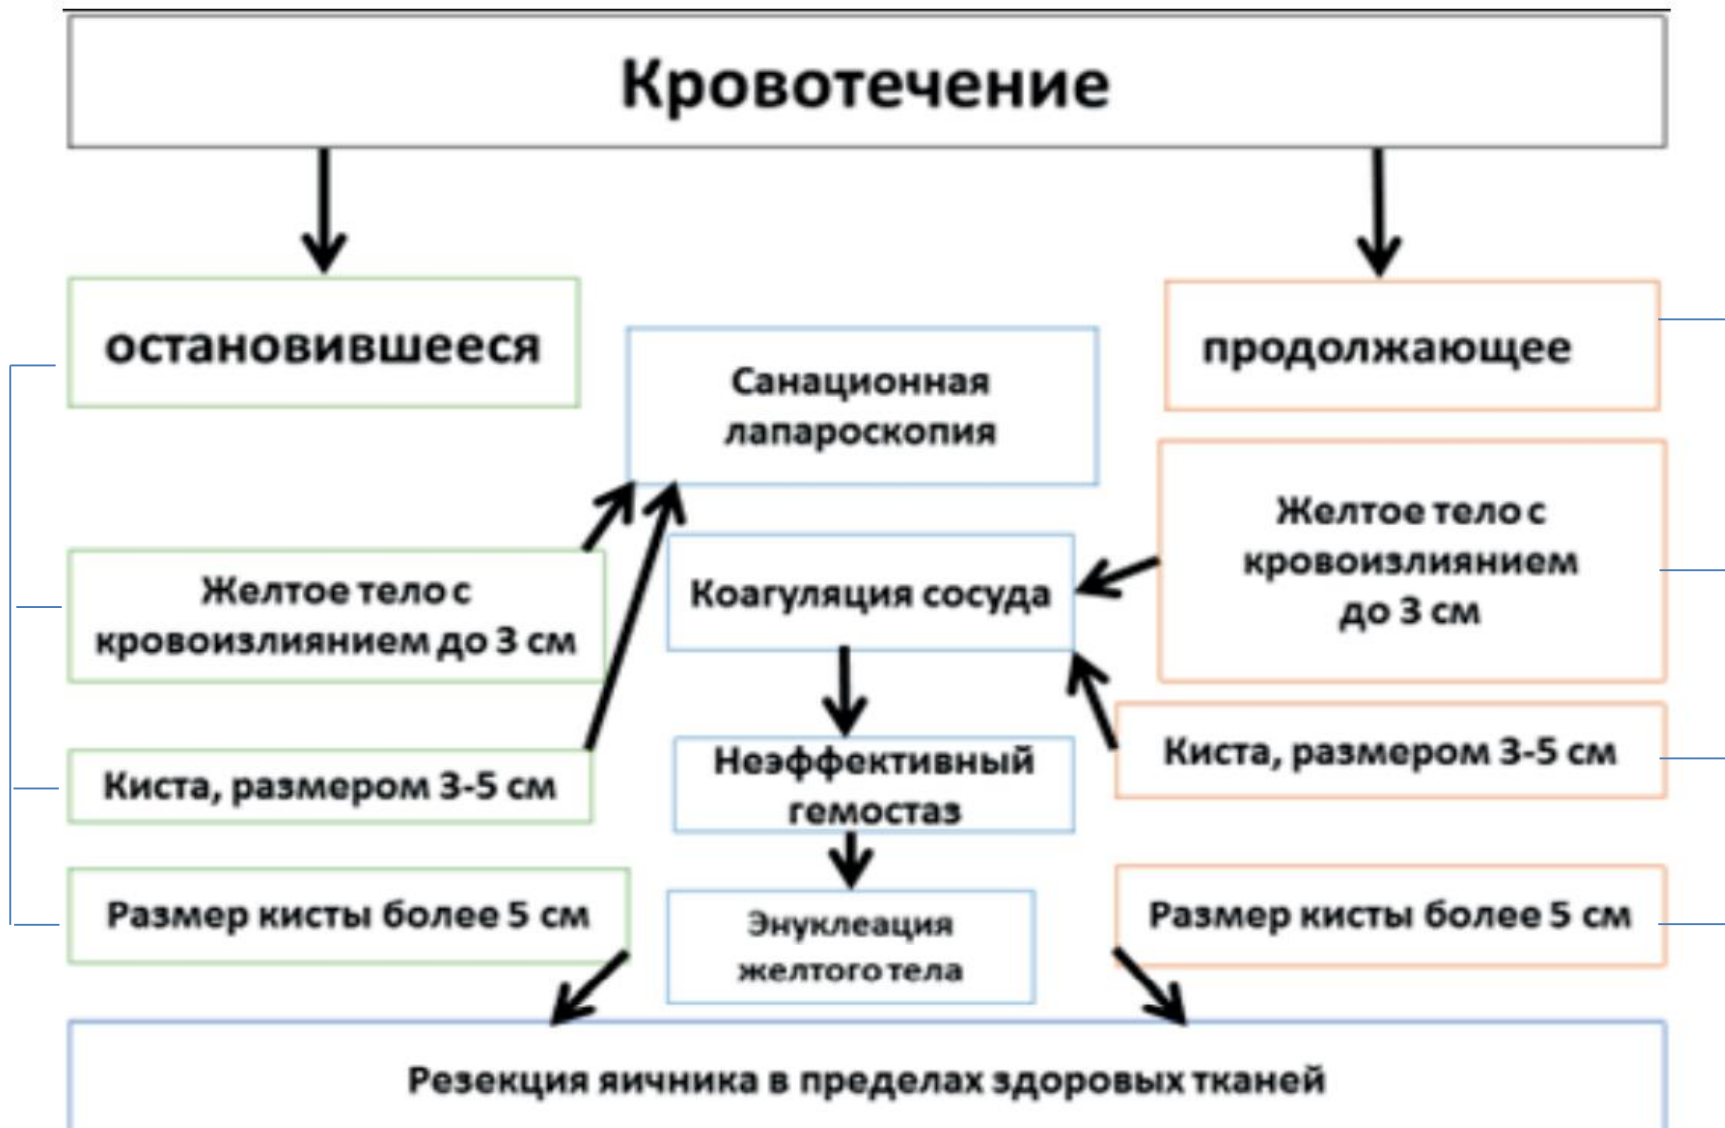 Кровотечение
остановившееся
продолжающее
Санационная
лапароскопия
Желтое тело с
кровоизлиянием до 3 см
Коагуляция сосуда
Желтое тело с
кровоизлиянием
до 3 см
Киста, размером 3-5 см
Неэффективный
гемостаз
Киста, размером 3-5 см
Размер кисты более 5 см
Энуклеация
желтого тела
Размер кисты более 5 см
Резекция яичника в пределах здоровых тканей